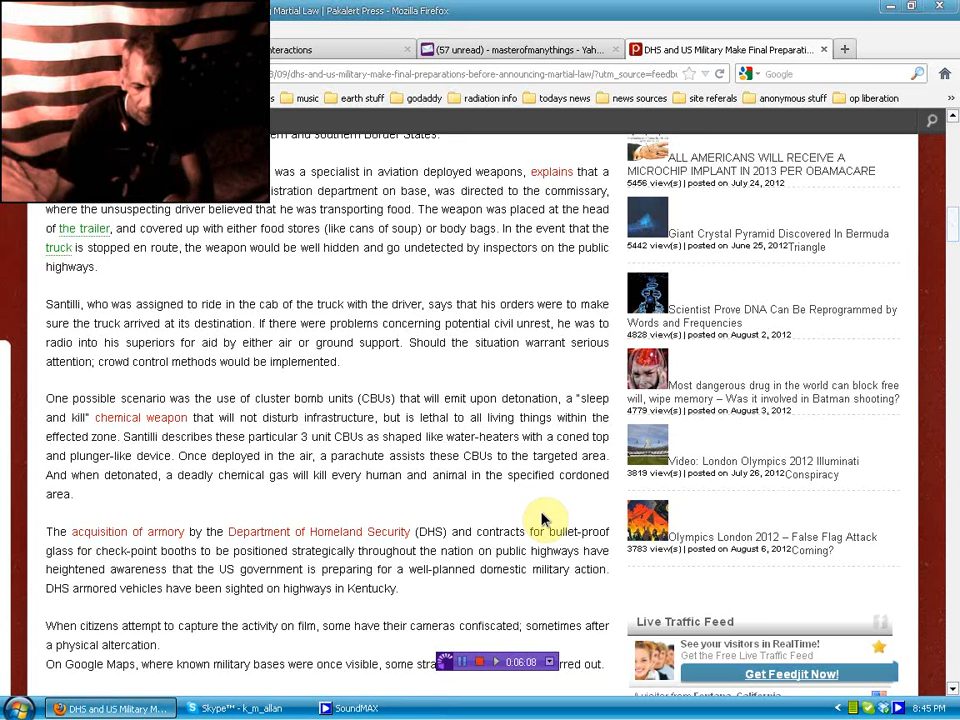 ng Martial Law | Pakalert Press - Mozilla Firefox
nteractions
(57 unread) - masterofmanythings - Yah...
DHS and US Military Make Final Preparati...
3/09/dhs-and-us-military-make-final-preparations-before-announcing-martial-law/?utm_source=feedb
Google
s
music
earth stuff
godaddy
radiation info
todays news
news sources
site referals
anonymous stuff
op liberation
»
ern and southern Border States.
was a specialist in aviation deployed weapons, explains that a
istration department on base, was directed to the commissary,
where the unsuspecting driver believed that he was transporting food. The weapon was placed at the head
of the trailer, and covered up with either food stores (like cans of soup) or body bags. In the event that the
truck is stopped en route, the weapon would be well hidden and go undetected by inspectors on the public
highways.
Santilli, who was assigned to ride in the cab of the truck with the driver, says that his orders were to make
sure the truck arrived at its destination. If there were problems concerning potential civil unrest, he was to
radio into his superiors for aid by either air or ground support. Should the situation warrant serious
attention; crowd control methods would be implemented.
One possible scenario was the use of cluster bomb units (CBUs) that will emit upon detonation, a "sleep
and kill" chemical weapon that will not disturb infrastructure, but is lethal to all living things within the
effected zone. Santilli describes these particular 3 unit CBUs as shaped like water-heaters with a coned top
and plunger-like device. Once deployed in the air, a parachute assists these CBUs to the targeted area.
And when detonated, a deadly chemical gas will kill every human and animal in the specified cordoned
area.
The acquisition of armory by the Department of Homeland Security (DHS) and contracts for bullet-proof
glass for check-point booths to be positioned strategically throughout the nation on public highways have
heightened awareness that the US government is preparing for a well-planned domestic military action.
DHS armored vehicles have been sighted on highways in Kentucky.
When citizens attempt to capture the activity on film, some have their cameras confiscated; sometimes after
a physical altercation.
On Google Maps, where known military bases were once visible, some stra
rred out.
0:06:08
ALL AMERICANS WILL RECEIVE A
MICROCHIP IMPLANT IN 2013 PER OBAMACARE
5456 view(s) | posted on July 24, 2012
Giant Crystal Pyramid Discovered In Bermuda
5442 view(s) | posted on June 25, 2012 Triangle
Scientist Prove DNA Can Be Reprogrammed by
Words and Frequencies
4828 view(s) | posted on August 2, 2012
Most dangerous drug in the world can block free
will, wipe memory – Was it involved in Batman shooting?
4779 view(s) | posted on August 3, 2012
Video: London Olympics 2012 Illuminati
3819 view(s) | posted on July 26, 2012 Conspiracy
Olympics London 2012 – False Flag Attack
3783 view(s) | posted on August 6, 2012 Coming?
Live Traffic Feed
See your visitors in RealTime!
Get the Free Live Traffic Feed
Get Feedjit Now!
A visitor from Fontana, California
DHS and US Military M...
Skype™ - k_m_allan
SoundMAX
8:45 PM